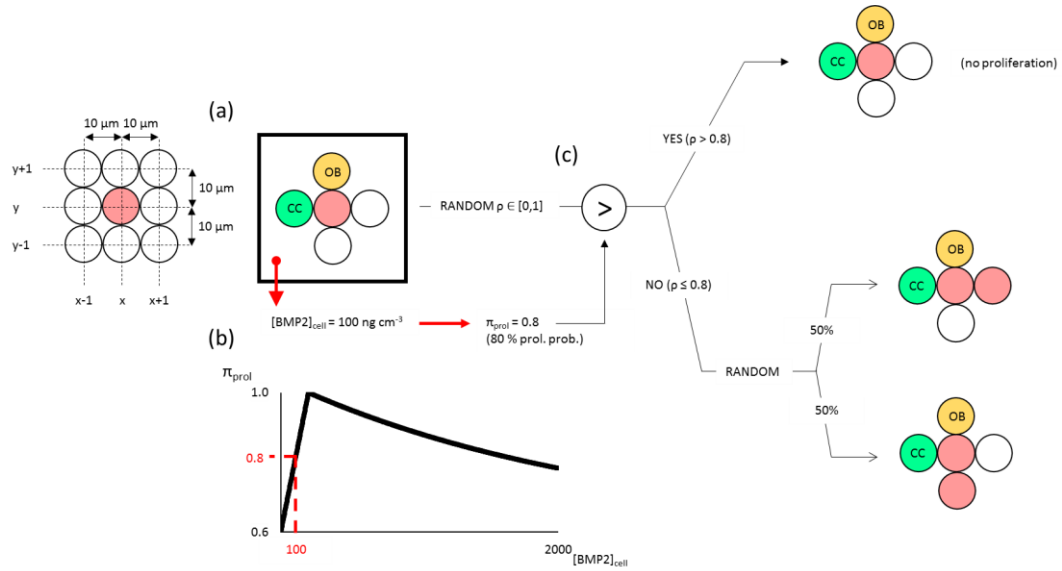 (a)
10 µm 10 µm
y+1
y
y-1
10 µm
10 µm
x-1 x x+1
OB
CC
RANDOM ρ ∈ [0,1]
(c)
>
[BMP2]cell = 100 ng cm-3
πprol = 0.8
(80 % prol. prob.)
YES (ρ > 0.8)
OB
CC
(no proliferation)
NO (ρ ≤ 0.8)
RANDOM
50%
50%
OB
CC
OB
CC
(b)
πprol
1.0
0.8
0.6
100
2000
[BMP2]cell